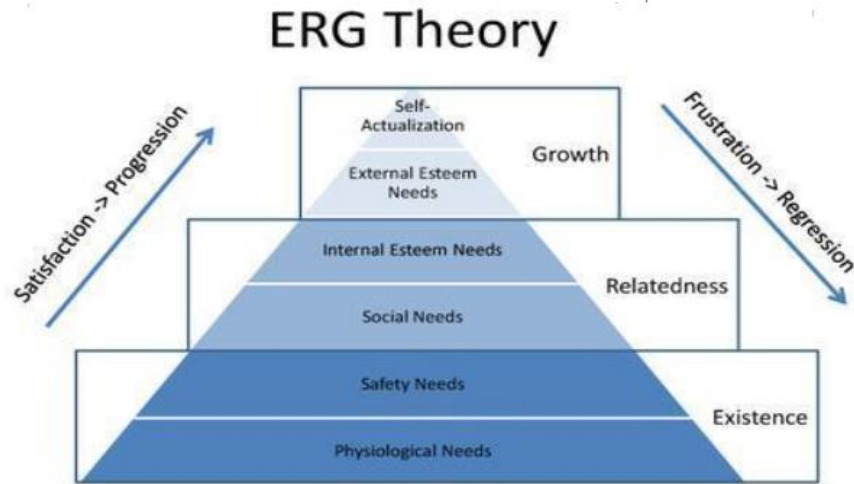 ERG Theory
Satisfaction -> Progression
Frustration -> Regression
Self-
Actualization
Growth
External Esteem
Needs
Internal Esteem Needs
Relatedness
Social Needs
Safety Needs
Existence
Physiological Needs